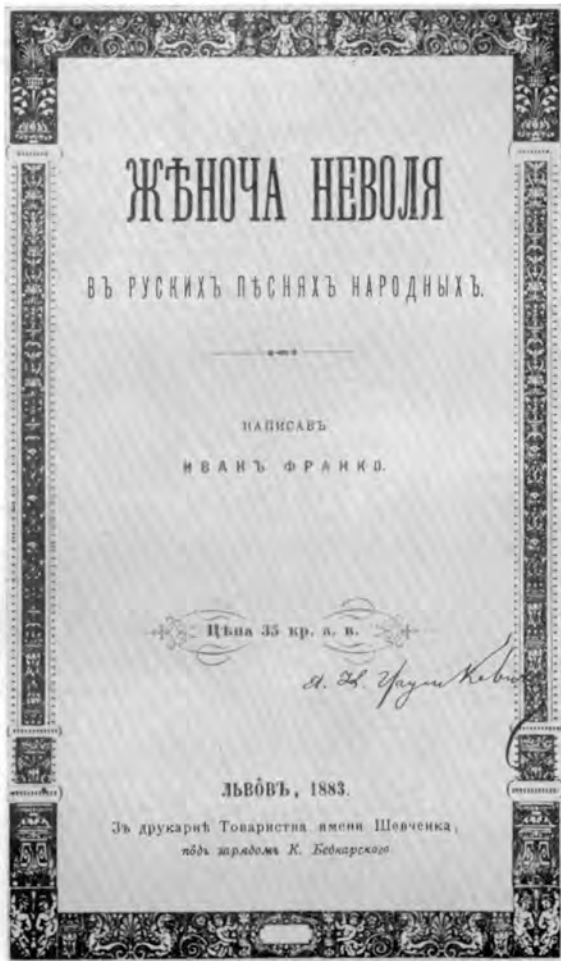 ЖѢНОЧА НЕВОЛЯ
ВЪ РУСКИХЪ ПѢСНЯХЪ НАРОДНЫХЪ.
НАПИСАВЪ
ИВАНЪ ФРАНКО.
Цѣна 35 кр. а. в.
ЛЬВÔВЪ, 1883.
Зъ друкарнѣ Товариства имени Шевченка,
пôдъ зарядомъ К. Беднарского